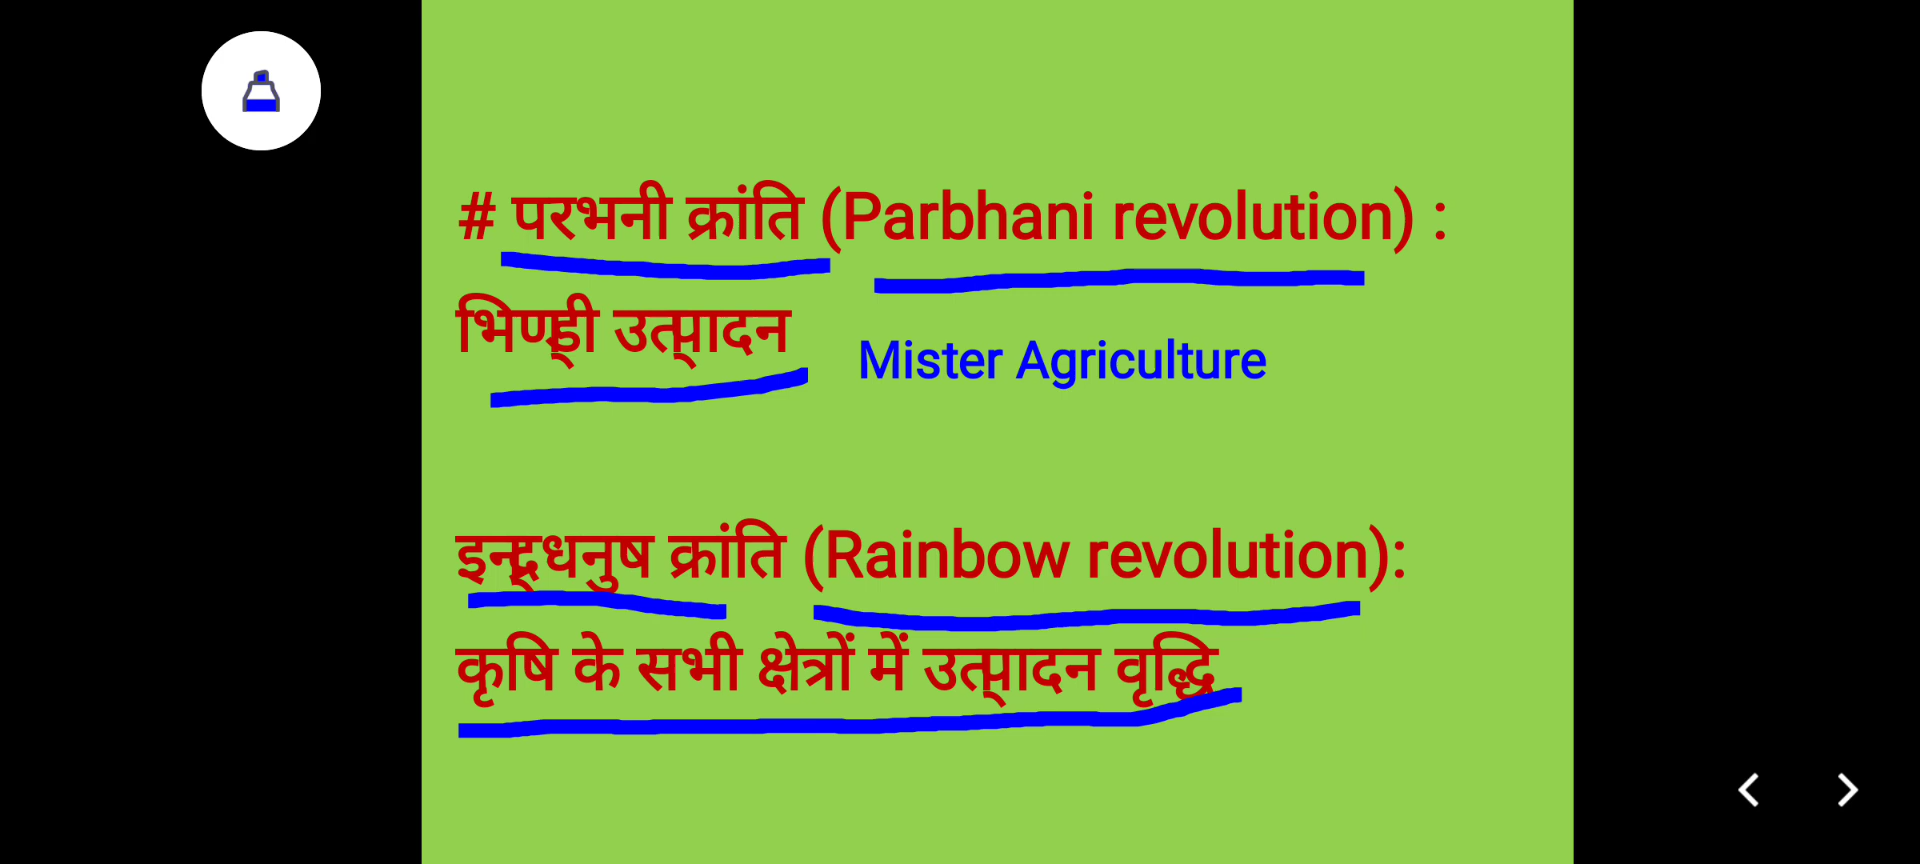 # परभनी क्रांति (Parbhani revolution) :
भिण्डी उत्पादन
Mister Agriculture
इन्द्रधनुष क्रांति (Rainbow revolution):
कृषि के सभी क्षेत्रों में उत्पादन वृद्धि